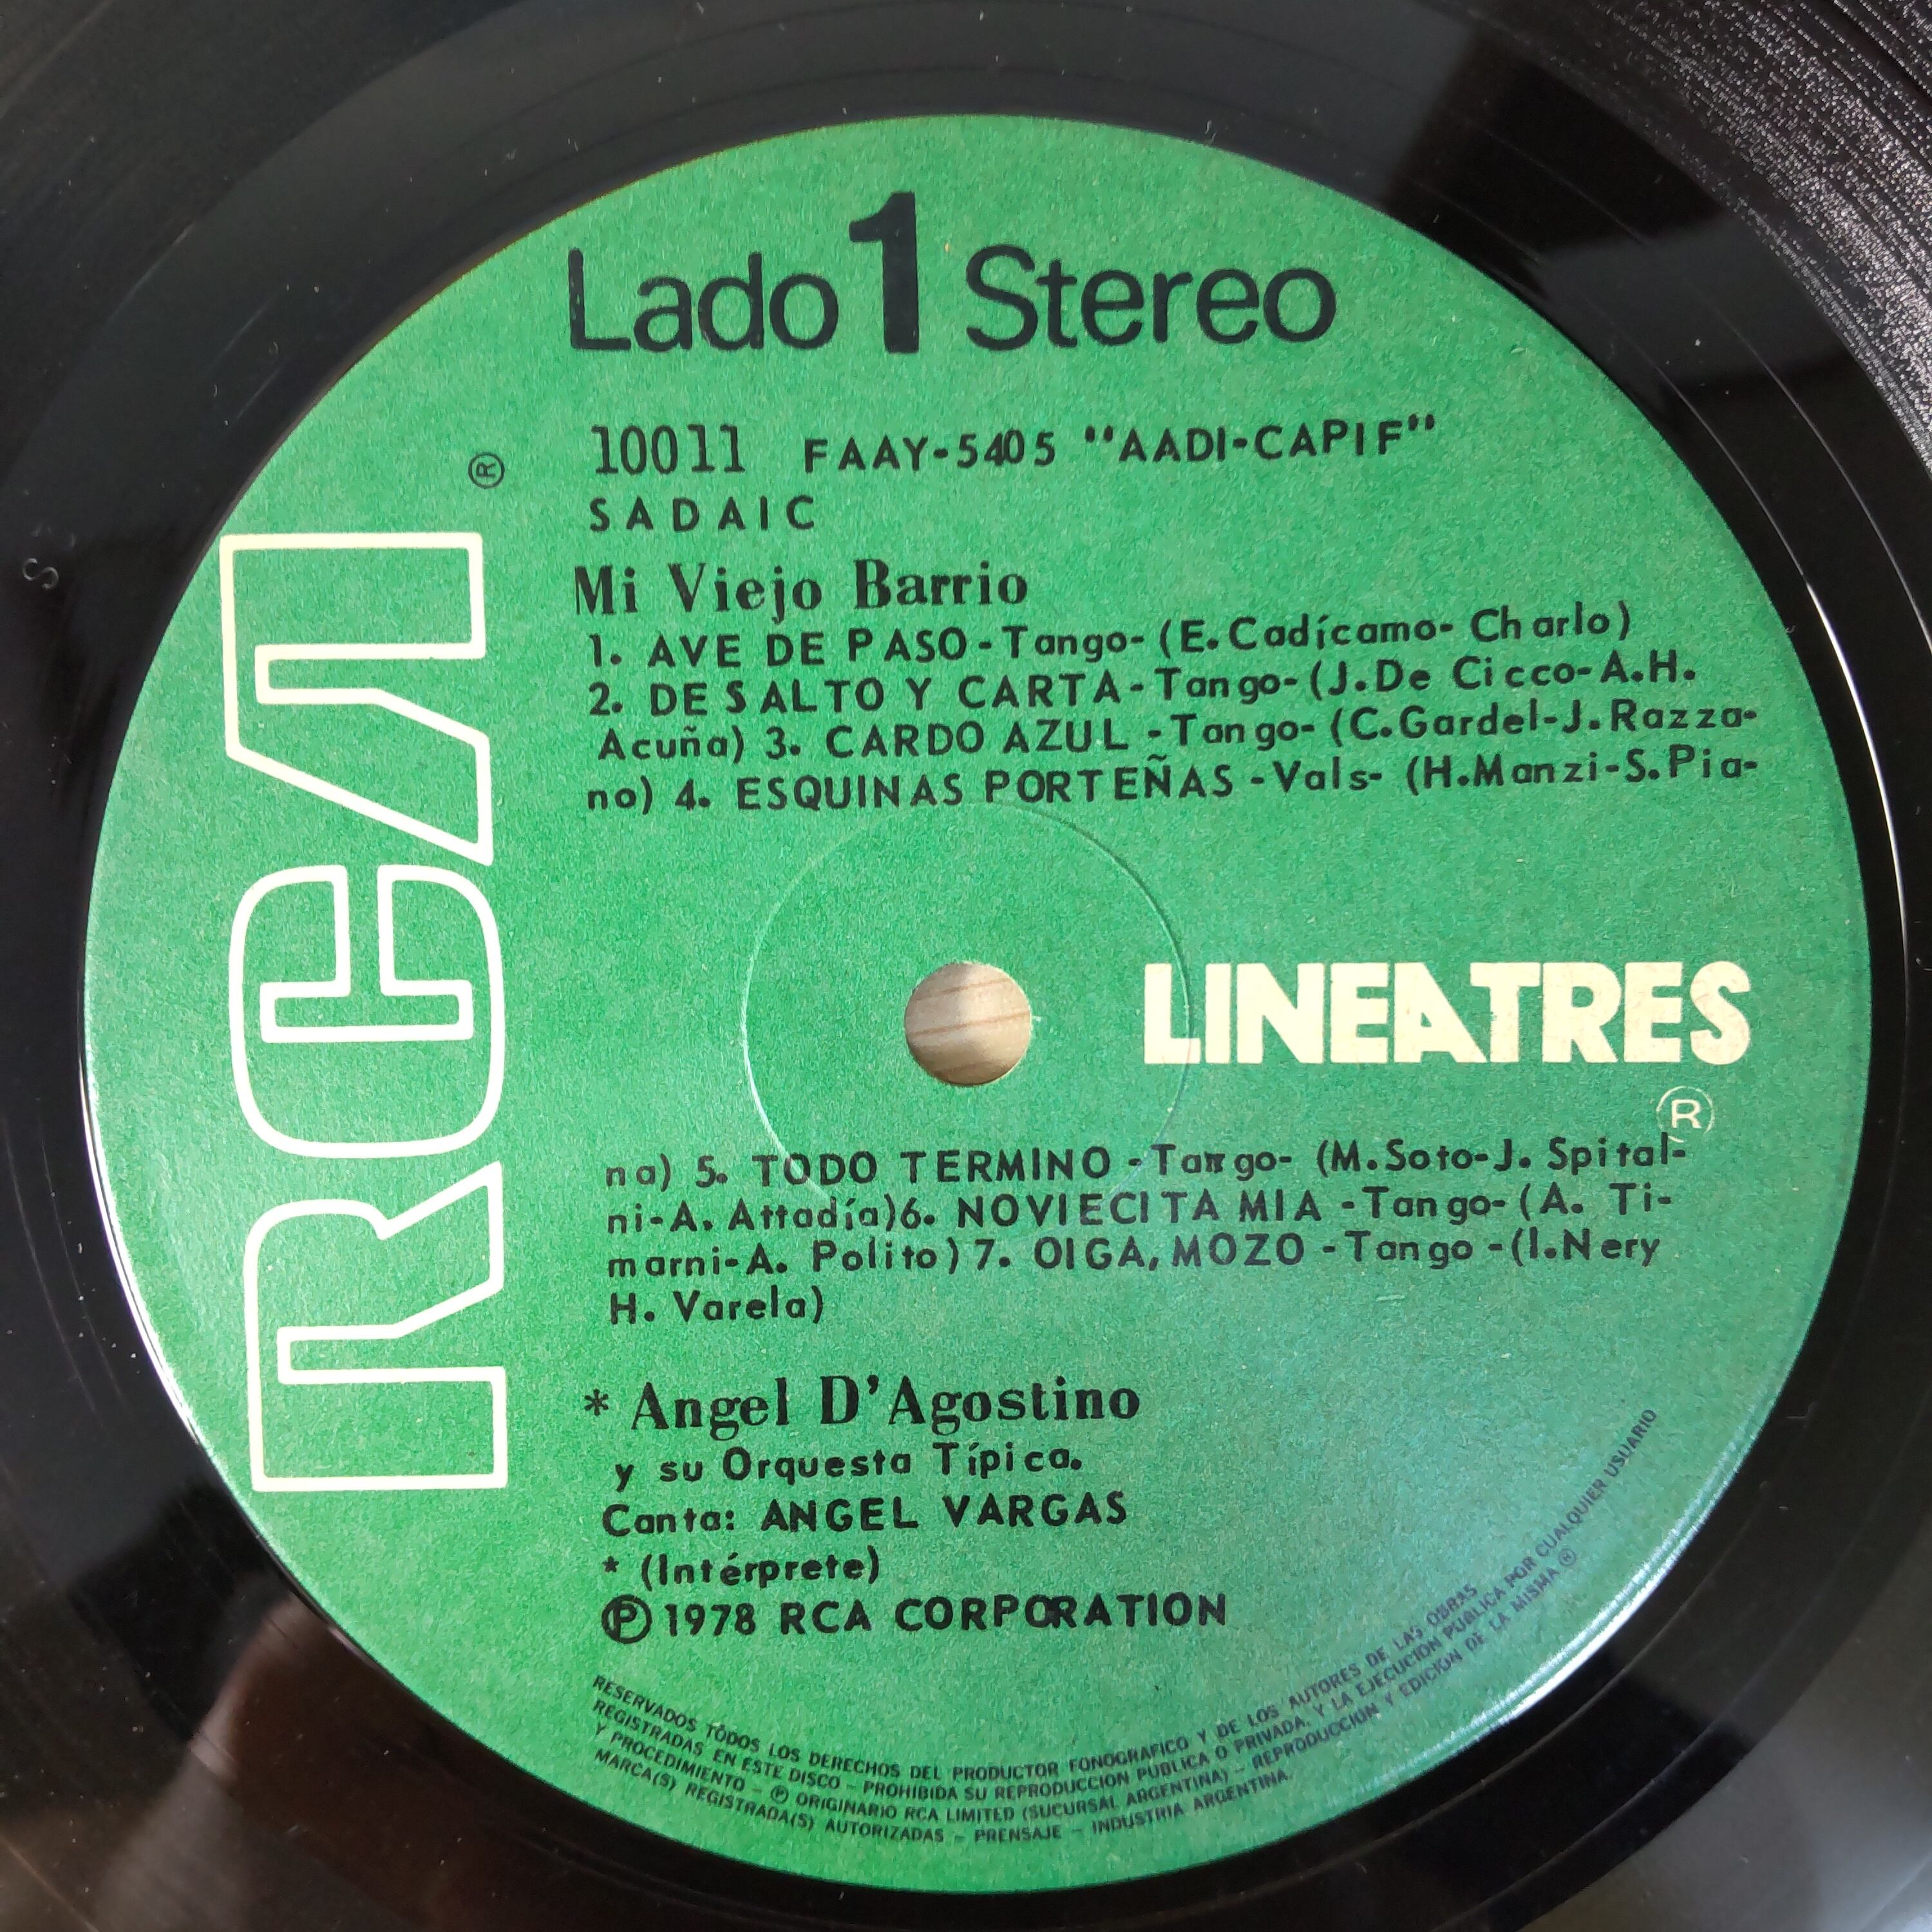 Lado 1 Stereo
10011 FAAY-5405 "AADI-CAPIF"
®
SADAIC
RCA
Mi Viejo Barrio
1. AVE DE PASO-Tango-(E.Cadícamo-Charlo)
2. DE SALTO Y CARTA-Tango-(J.De Cicco-A.H.
Acuña) 3. CARDO AZUL -Tango-(C.Gardel-J.Razza-
no) 4. ESQUINAS PORTEÑAS -Vals- (H.Manzi-S.Pia-
LINEATRES
®
na) 5. TODO TERMINO -Tango- (M.Soto-J. Spital-
ni-A. Attadía)6. NOVIECITA MIA -Tango-(A. Ti-
marni-A. Polito) 7. OIGA, MOZO -Tango -(I.Nery
H. Varela)
* Angel D'Agostino
y su Orquesta Típica.
Canta: ANGEL VARGAS
* (Intérprete)
Ⓟ 1978 RCA CORPORATION
RESERVADOS TODOS LOS DERECHOS DEL PRODUCTOR FONOGRAFICO Y DE LOS AUTORES DE LAS OBRAS
REGISTRADAS EN ESTE DISCO – PROHIBIDA SU REPRODUCCION PUBLICA O PRIVADA, Y LA EJECUCION PUBLICA POR CUALQUIER USUARIO
Y PROCEDIMIENTO – Ⓟ ORIGINARIO RCA LIMITED (SUCURSAL ARGENTINA) – REPRODUCCION Y EDICION DE LA MISMA ®
MARCA(S) REGISTRADA(S) AUTORIZADAS – PRENSAJE – INDUSTRIA ARGENTINA.
S